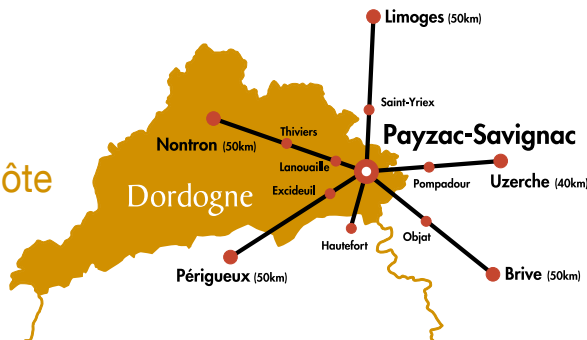 Limoges (50km)
Saint-Yriex
Payzac-Savignac
Thiviers
Nontron (50km)
Lanouaille
Pompadour
Uzerche (40km)
ôte
Dordogne
Excideuil
Hautefort
Objat
Périgueux (50km)
Brive (50km)